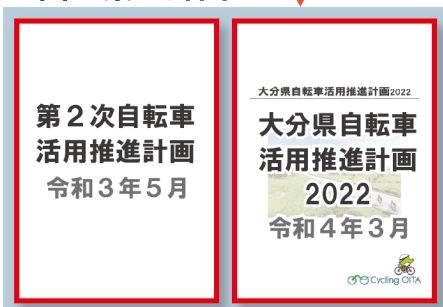 第２次自転車
活用推進計画
令和３年５月
大分県自転車活用推進計画2022
大分県自転車
活用推進計画
2022
令和４年３月
Cycling OITA